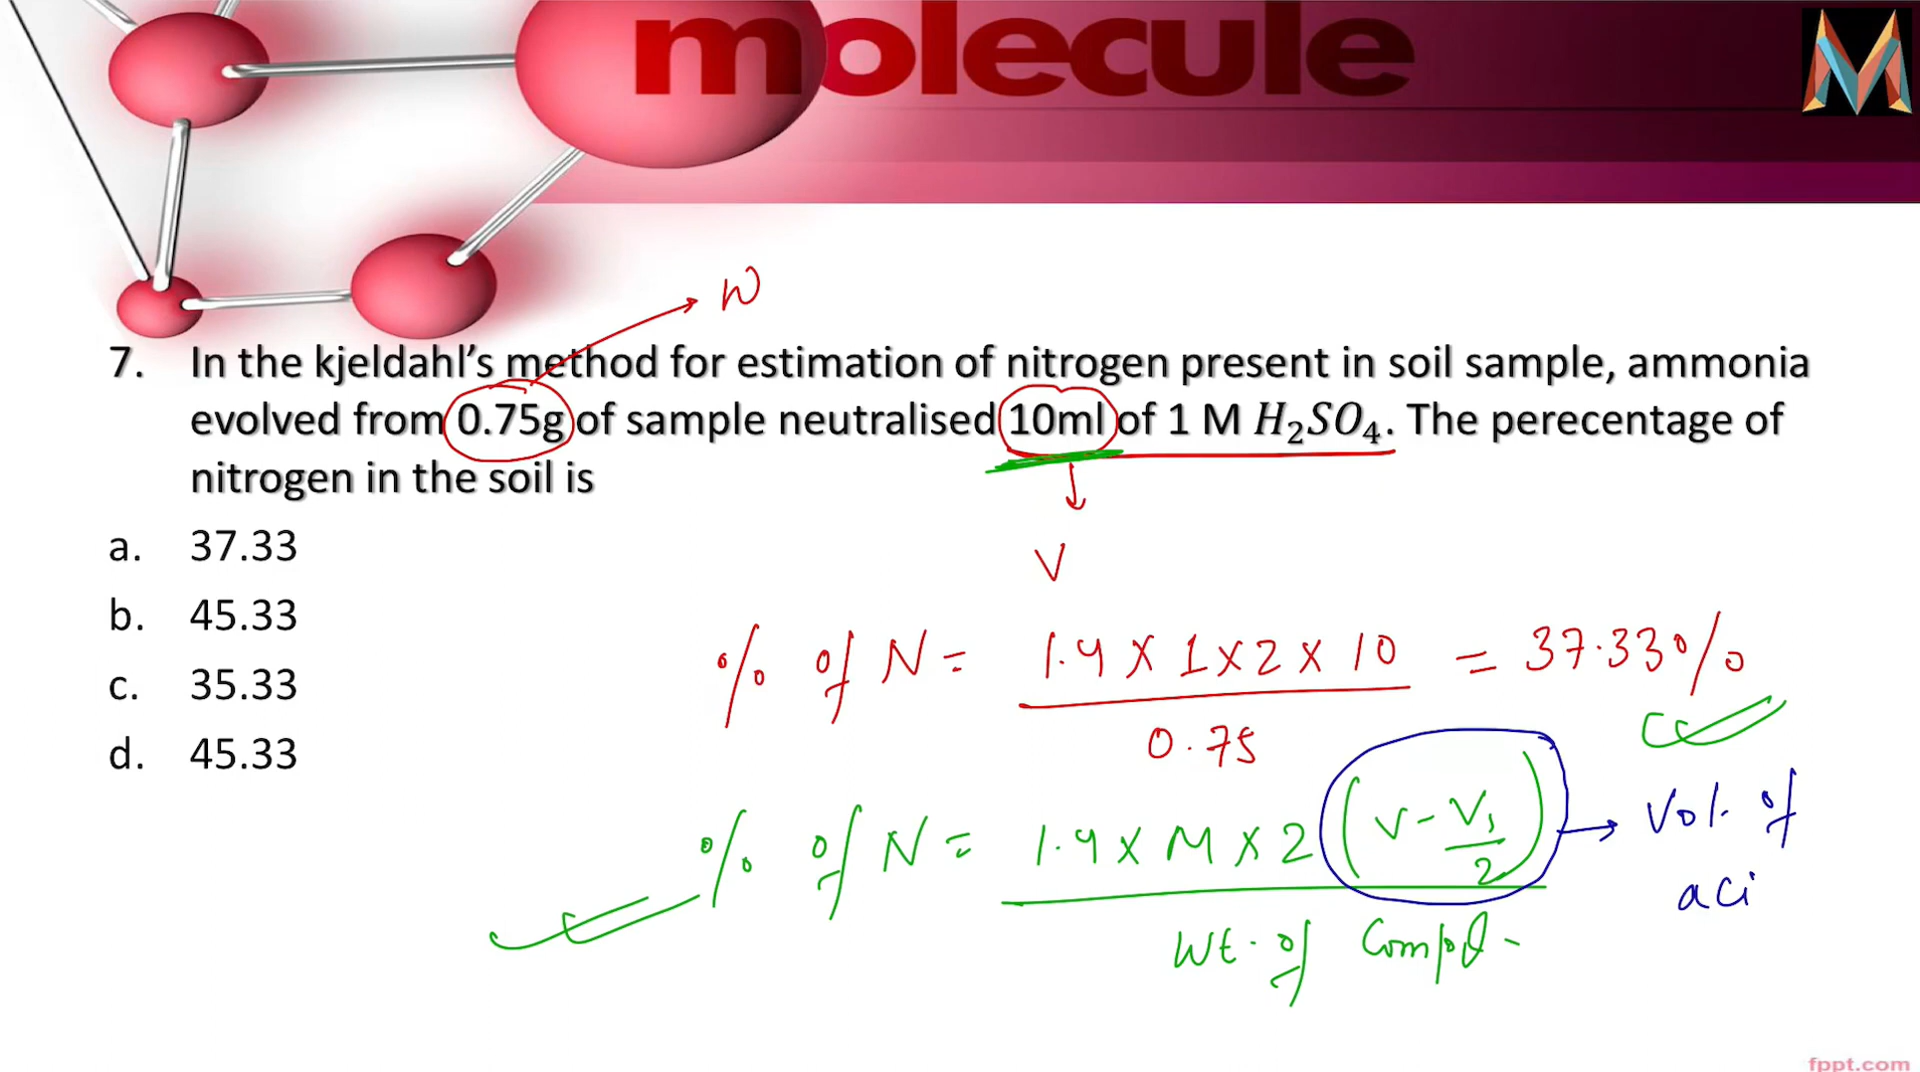 molecule
W
7. In the kjeldahl's method for estimation of nitrogen present in soil sample, ammonia
evolved from 0.75g of sample neutralised 10ml of 1 M H₂SO₄. The perecentage of
nitrogen in the soil is
V
a. 37.33
b. 45.33
c. 35.33
d. 45.33
% of N = 1.4 × 1 × 2 × 10 / 0.75 = 37.33%
% of N = 1.4 × M × 2 (V - V₁/2) / Wt. of Compd -
Vol. of
aci
fppt.com